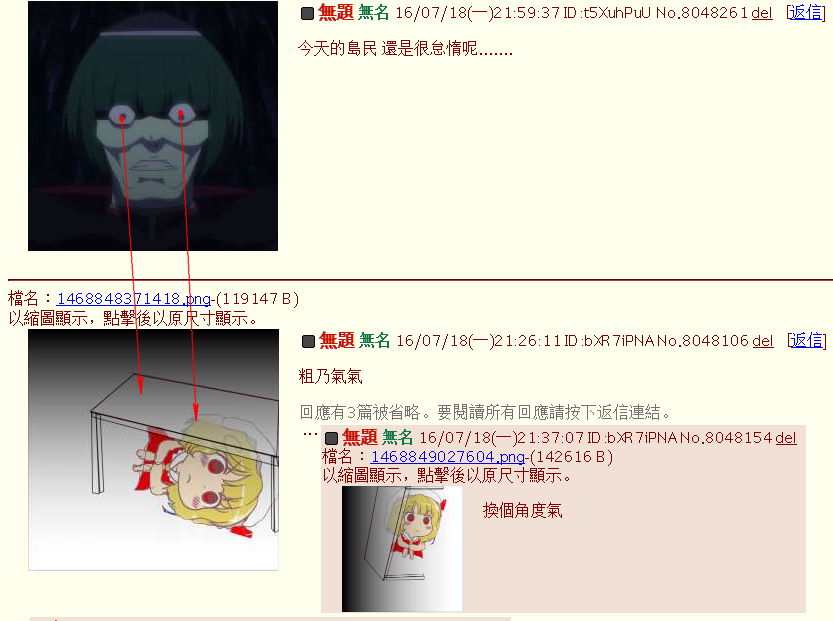 無題 無名 16/07/18(一)21:59:37 ID:t5XuhPuU No.8048261 del [返信]
今天的島民 還是很怠惰呢.......
檔名：1468848371418.png-(119147 B)
以縮圖顯示，點擊後以原尺寸顯示。
無題 無名 16/07/18(一)21:26:11 ID:bXR7iPNA No.8048106 del [返信]
粗乃氣氣
回應有3篇被省略。要閱讀所有回應請按下返信連結。
… 無題 無名 16/07/18(一)21:37:07 ID:bXR7iPNA No.8048154 del
檔名：1468849027604.png-(142616 B)
以縮圖顯示，點擊後以原尺寸顯示。
換個角度氣